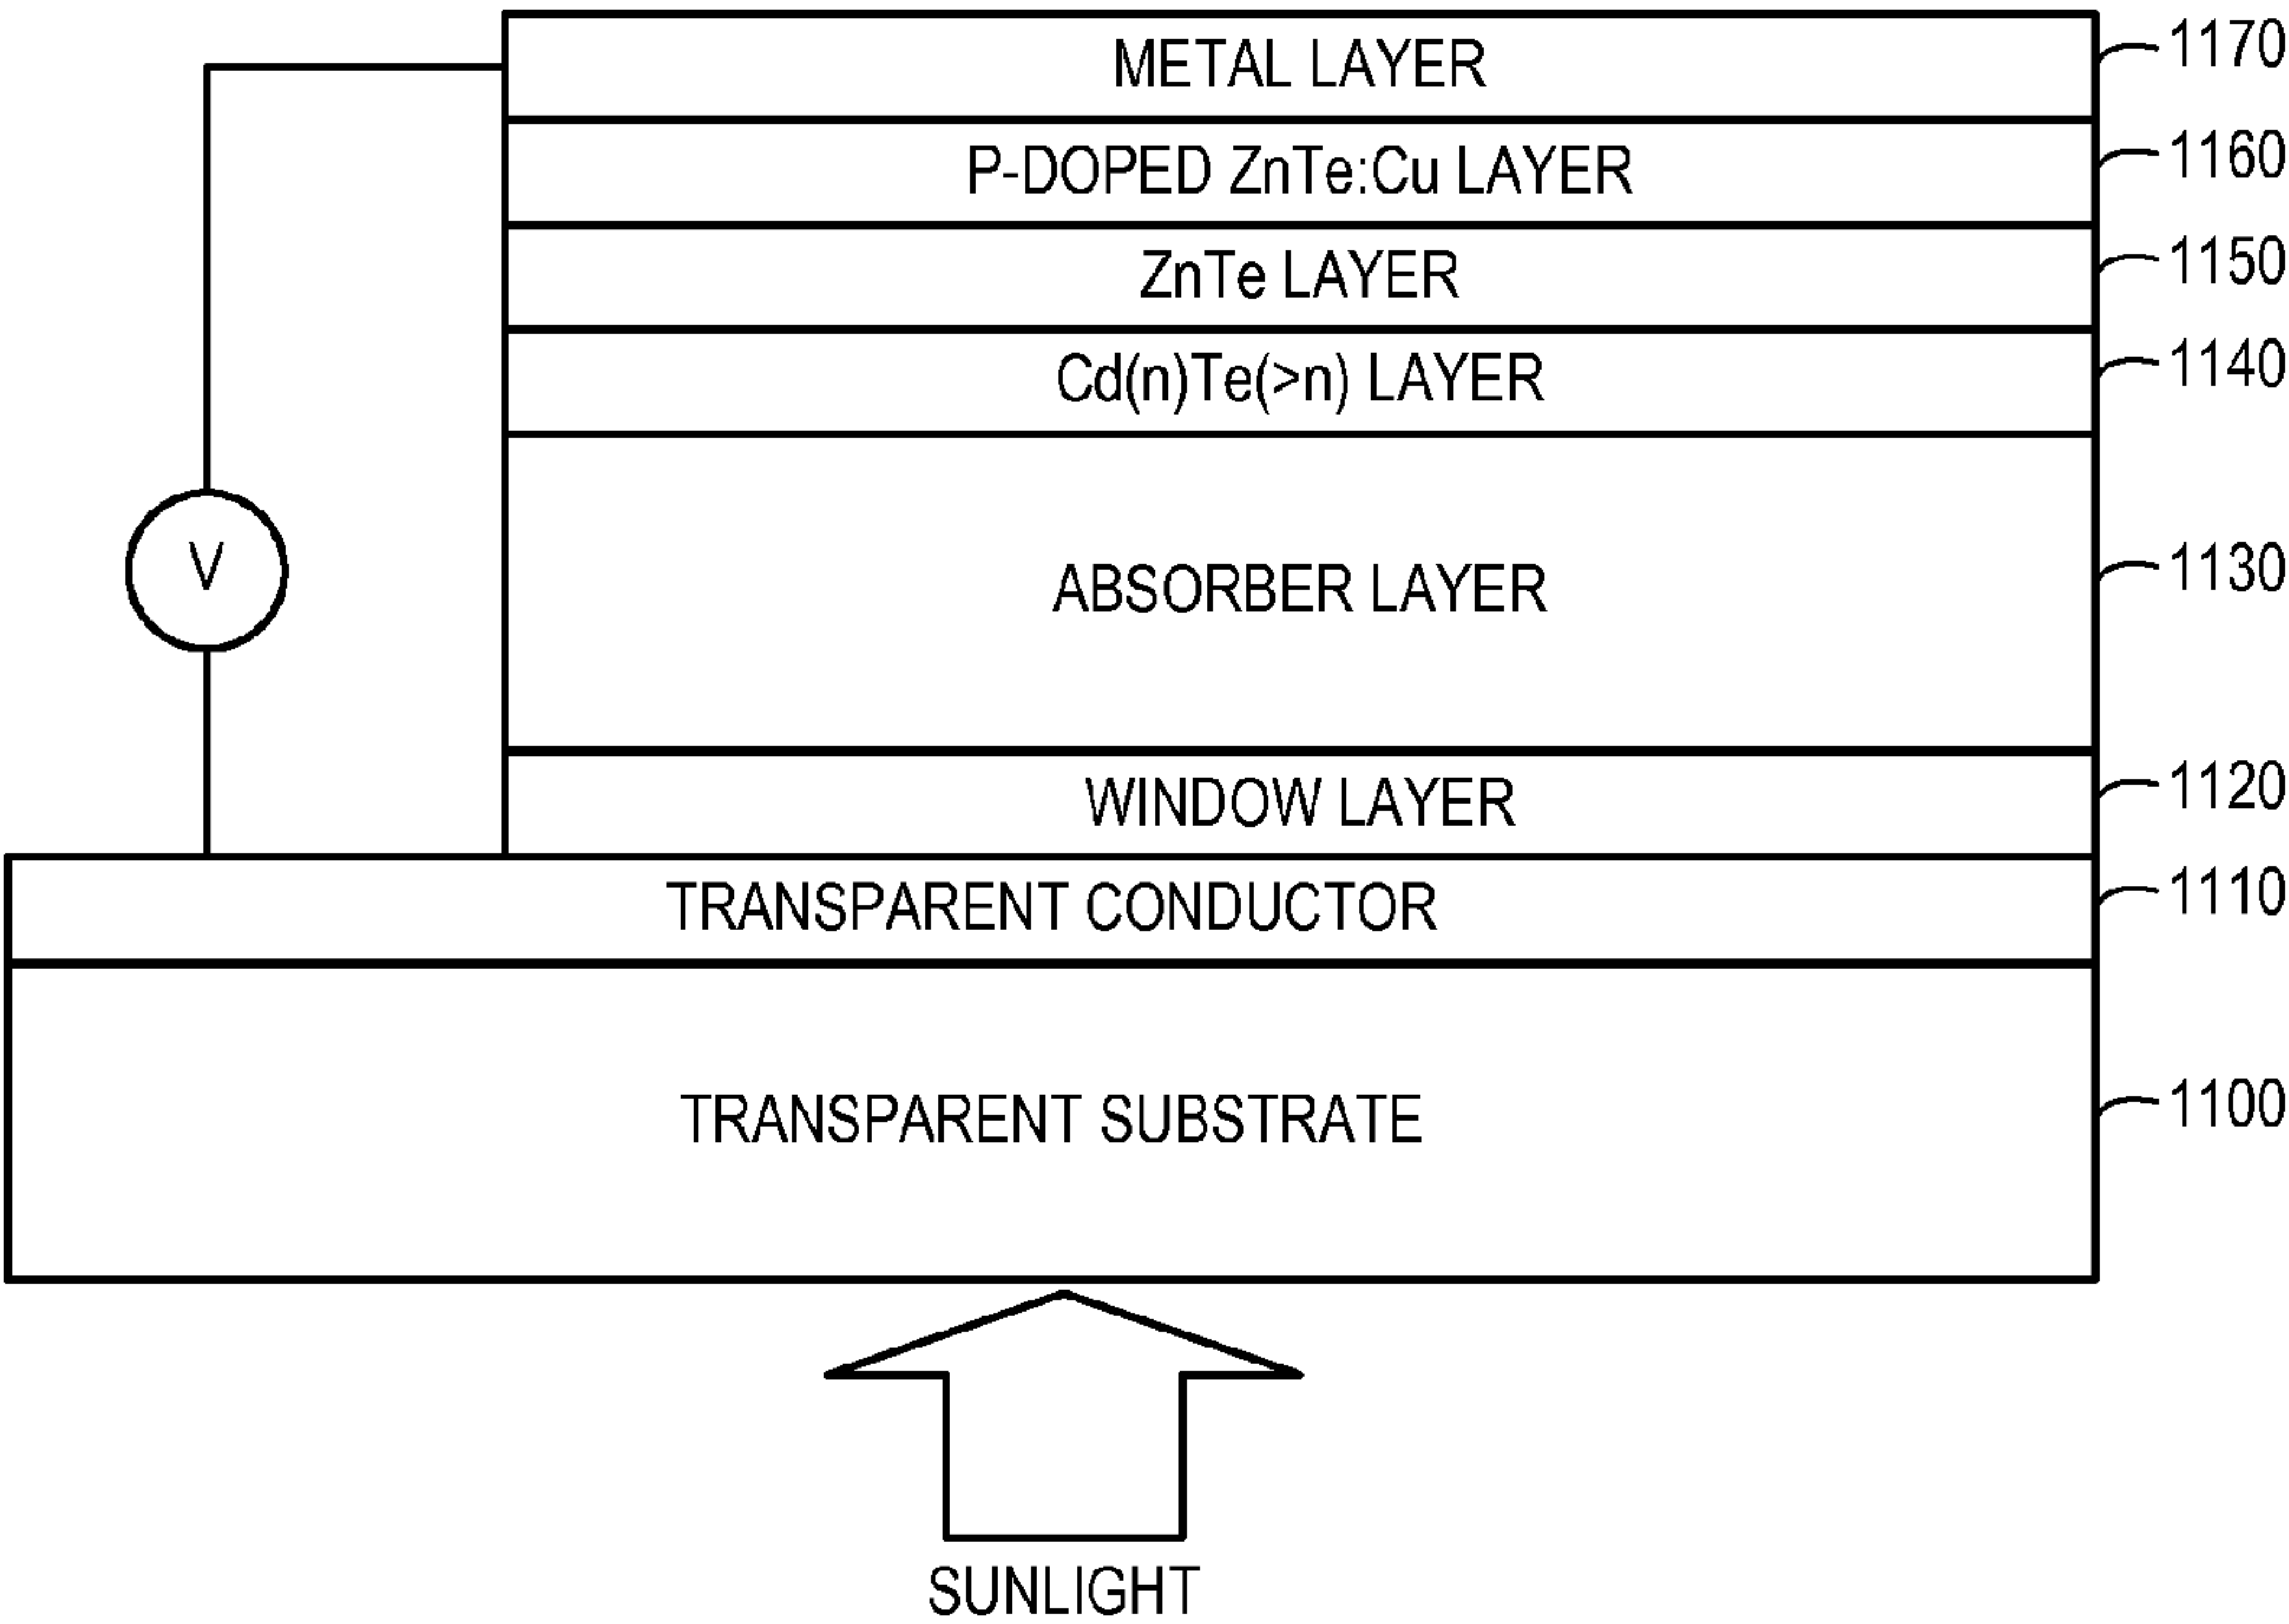 METAL LAYER 1170
P-DOPED ZnTe:Cu LAYER 1160
ZnTe LAYER 1150
Cd(n)Te(>n) LAYER 1140
V ABSORBER LAYER 1130
WINDOW LAYER 1120
TRANSPARENT CONDUCTOR 1110
TRANSPARENT SUBSTRATE 1100
SUNLIGHT